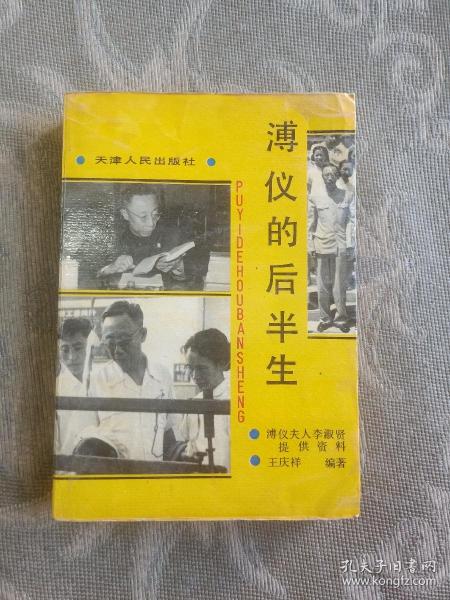 溥仪的后半生
天津人民出版社
PUYIDEHOUBANSHENG
溥仪夫人李淑贤
提供资料
王庆祥 编著
孔夫子旧书网
www.kongfz.com